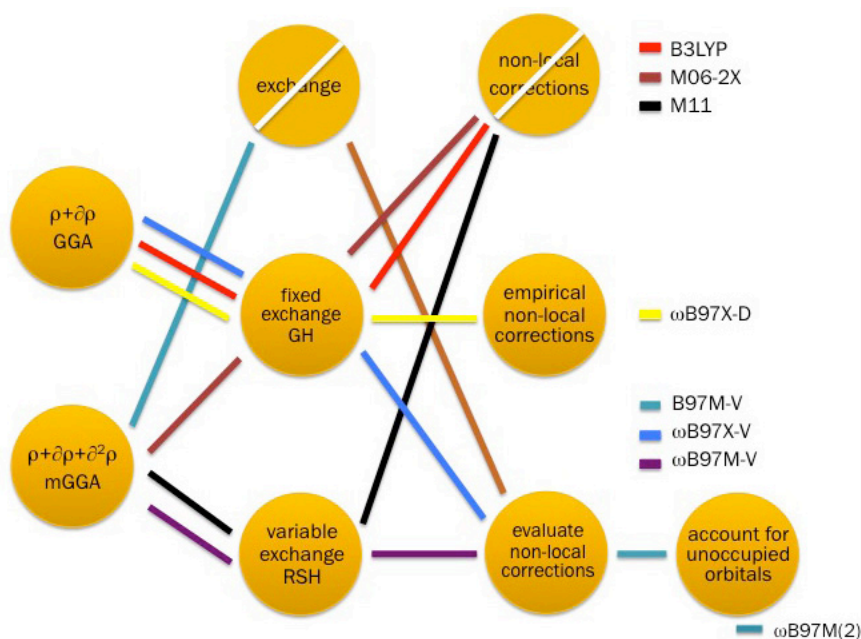 exchange
non-local
corrections
B3LYP
M06-2X
M11
ρ+∂ρ
GGA
fixed
exchange
GH
empirical
non-local
corrections
ωB97X-D
B97M-V
ωB97X-V
ωB97M-V
ρ+∂ρ+∂²ρ
mGGA
variable
exchange
RSH
evaluate
non-local
corrections
account for
unoccupied
orbitals
ωB97M(2)